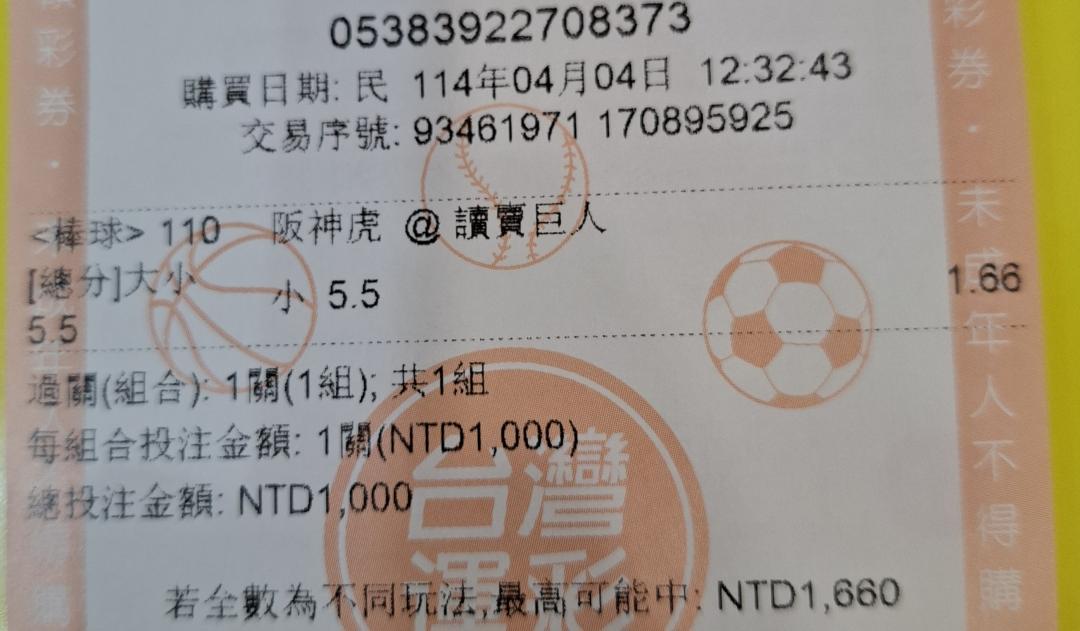 05383922708373
購買日期: 民 114年04月04日 12:32:43
交易序號: 93461971 170895925
<棒球> 110 阪神虎 @ 讀賣巨人
[總分]大小 小 5.5 1.66
5.5
過關(組合): 1關(1組); 共1組
每組合投注金額: 1關(NTD1,000)
總投注金額: NTD1,000
若全數為不同玩法,最高可能中: NTD1,660
台灣
運彩
彩券．
彩券．未成年人不得購